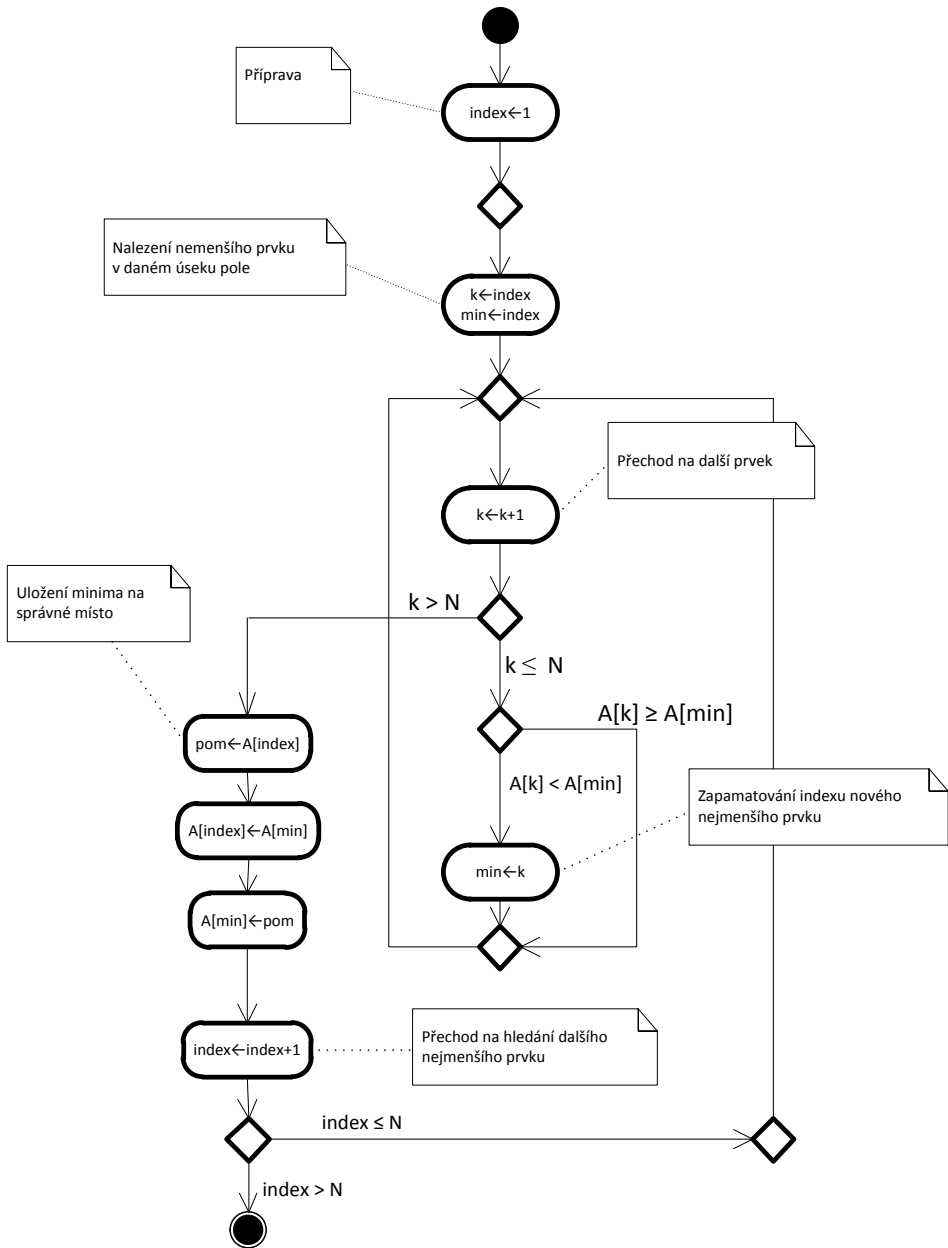 Příprava
index←1
Nalezení nemenšího prvku
v daném úseku pole
k←index
min←index
Přechod na další prvek
k←k+1
Uložení minima na
správné místo
k > N
k ≤ N
A[k] ≥ A[min]
pom←A[index]
A[k] < A[min]
Zapamatování indexu nového
nejmenšího prvku
A[index]←A[min]
min←k
A[min]←pom
Přechod na hledání dalšího
nejmenšího prvku
index←index+1
index ≤ N
index > N